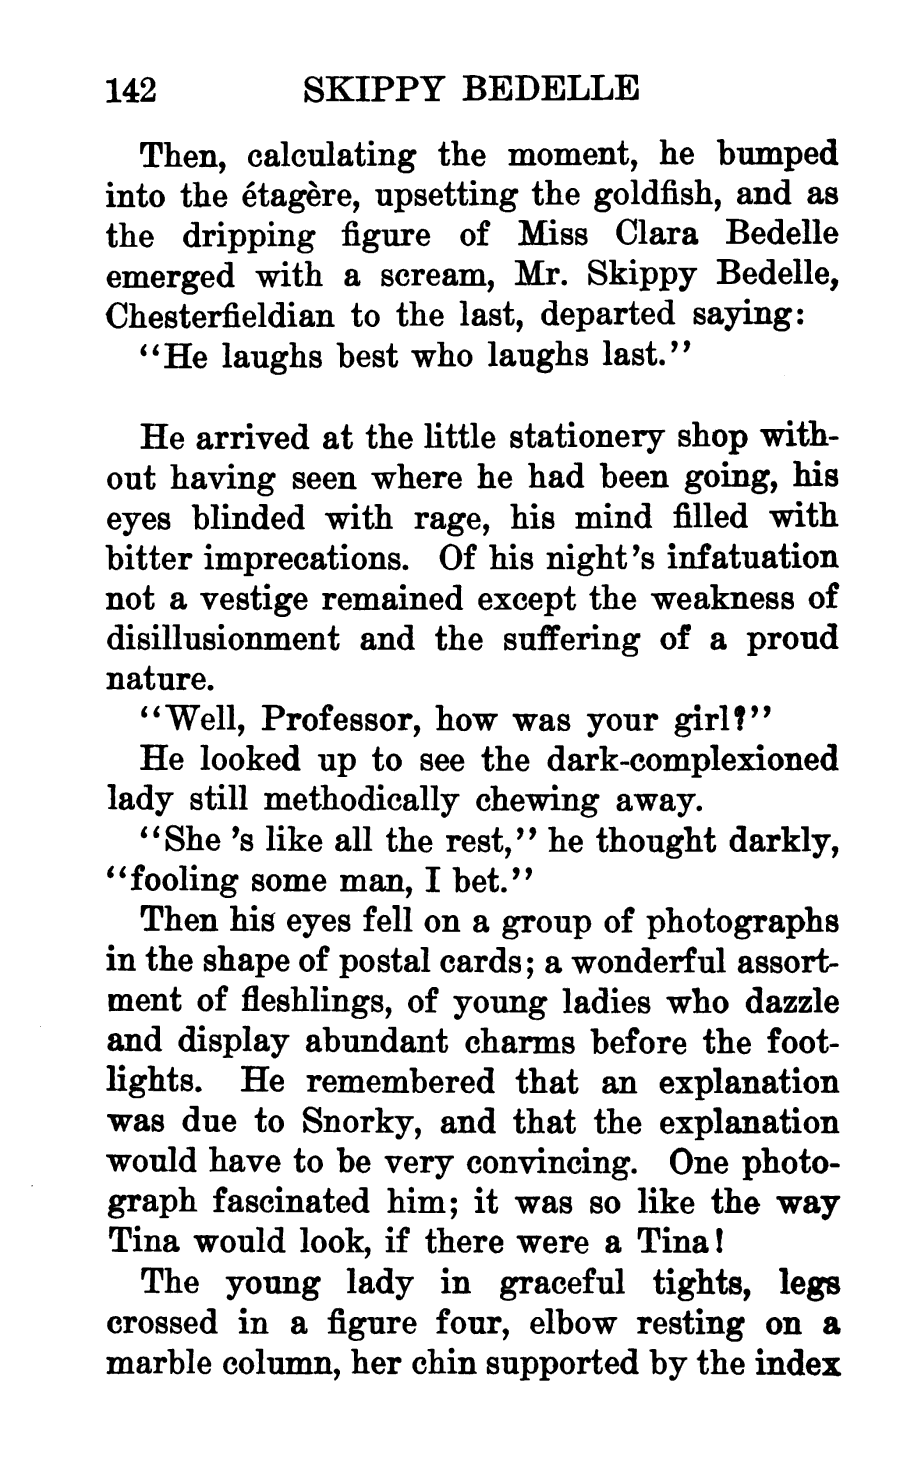 142 SKIPPY BEDELLE
Then, calculating the moment, he bumped
into the étagère, upsetting the goldfish, and as
the dripping figure of Miss Clara Bedelle
emerged with a scream, Mr. Skippy Bedelle,
Chesterfieldian to the last, departed saying:
“He laughs best who laughs last.”
He arrived at the little stationery shop with-
out having seen where he had been going, his
eyes blinded with rage, his mind filled with
bitter imprecations. Of his night’s infatuation
not a vestige remained except the weakness of
disillusionment and the suffering of a proud
nature.
“Well, Professor, how was your girl?”
He looked up to see the dark-complexioned
lady still methodically chewing away.
“She ’s like all the rest,” he thought darkly,
“fooling some man, I bet.”
Then his eyes fell on a group of photographs
in the shape of postal cards; a wonderful assort-
ment of fleshlings, of young ladies who dazzle
and display abundant charms before the foot-
lights. He remembered that an explanation
was due to Snorky, and that the explanation
would have to be very convincing. One photo-
graph fascinated him; it was so like the way
Tina would look, if there were a Tina!
The young lady in graceful tights, legs
crossed in a figure four, elbow resting on a
marble column, her chin supported by the index